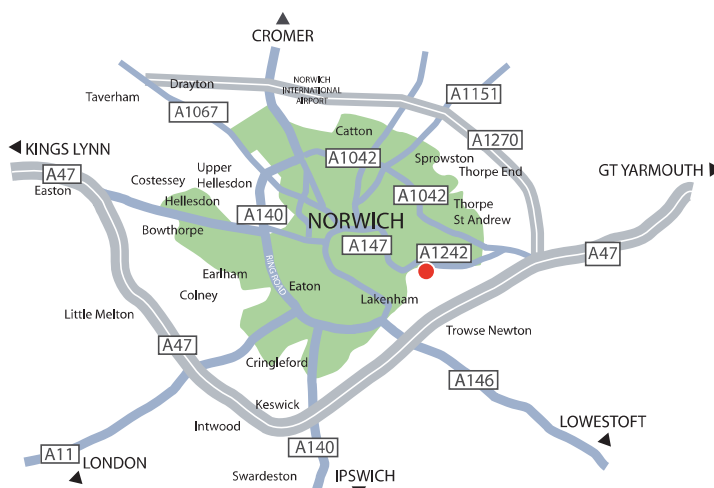 CROMER
Drayton
NORWICH
INTERNATIONAL
AIRPORT
Taverham
A1067
A1151
Catton
A1270
KINGS LYNN
A1042
Sprowston
Thorpe End
GT YARMOUTH
A47
Easton
Costessey
Upper
Hellesdon
Hellesdon
A1042
Thorpe
St Andrew
A140
NORWICH
Bowthorpe
A147
A1242
A47
RING ROAD
Earlham
Eaton
Colney
Lakenham
Little Melton
Trowse Newton
A47
Cringleford
A146
Keswick
Intwood
LOWESTOFT
A140
A11
LONDON
Swardeston
IPSWICH